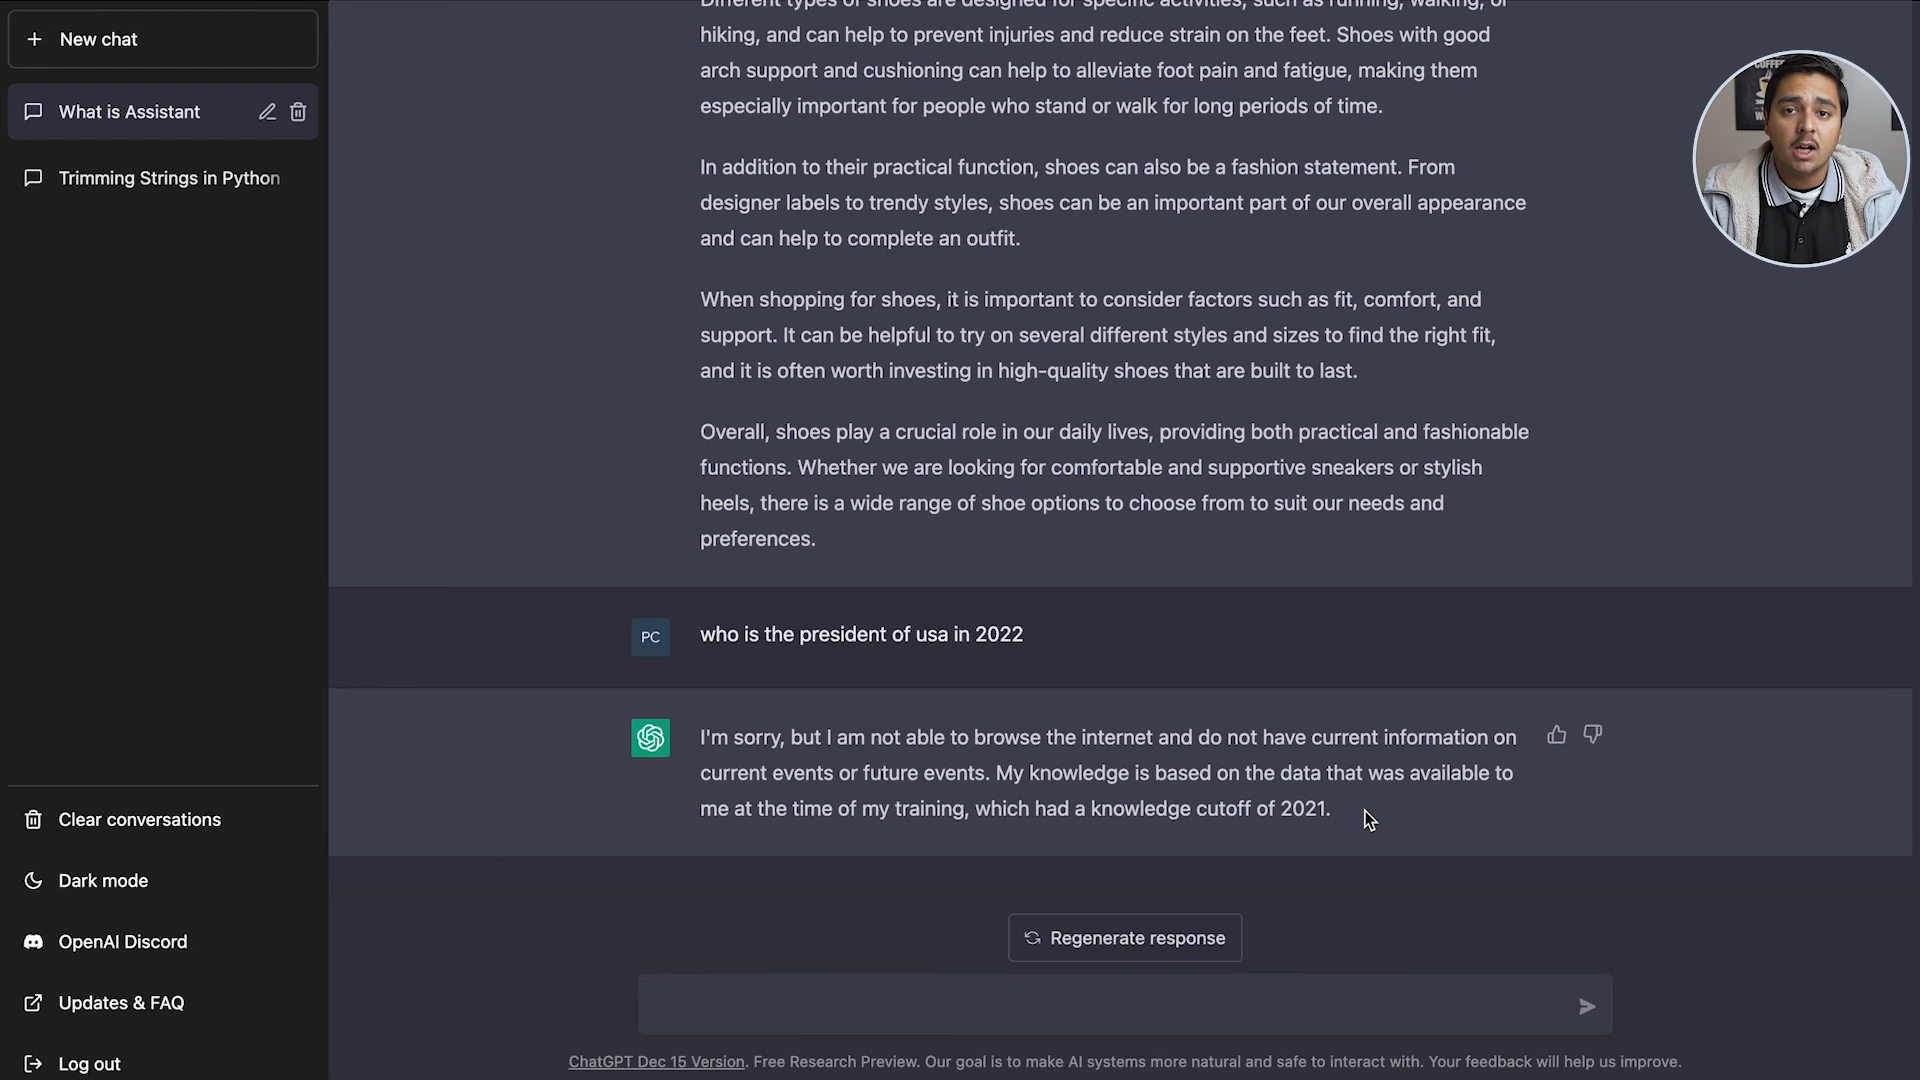 New chat
What is Assistant
Trimming Strings in Python
Clear conversations
Dark mode
OpenAI Discord
Updates & FAQ
Log out
Different types of shoes are designed for specific activities, such as running, walking, or
hiking, and can help to prevent injuries and reduce strain on the feet. Shoes with good
arch support and cushioning can help to alleviate foot pain and fatigue, making them
especially important for people who stand or walk for long periods of time.
In addition to their practical function, shoes can also be a fashion statement. From
designer labels to trendy styles, shoes can be an important part of our overall appearance
and can help to complete an outfit.
When shopping for shoes, it is important to consider factors such as fit, comfort, and
support. It can be helpful to try on several different styles and sizes to find the right fit,
and it is often worth investing in high-quality shoes that are built to last.
Overall, shoes play a crucial role in our daily lives, providing both practical and fashionable
functions. Whether we are looking for comfortable and supportive sneakers or stylish
heels, there is a wide range of shoe options to choose from to suit our needs and
preferences.
PC
who is the president of usa in 2022
I'm sorry, but I am not able to browse the internet and do not have current information on
current events or future events. My knowledge is based on the data that was available to
me at the time of my training, which had a knowledge cutoff of 2021.
Regenerate response
ChatGPT Dec 15 Version. Free Research Preview. Our goal is to make AI systems more natural and safe to interact with. Your feedback will help us improve.